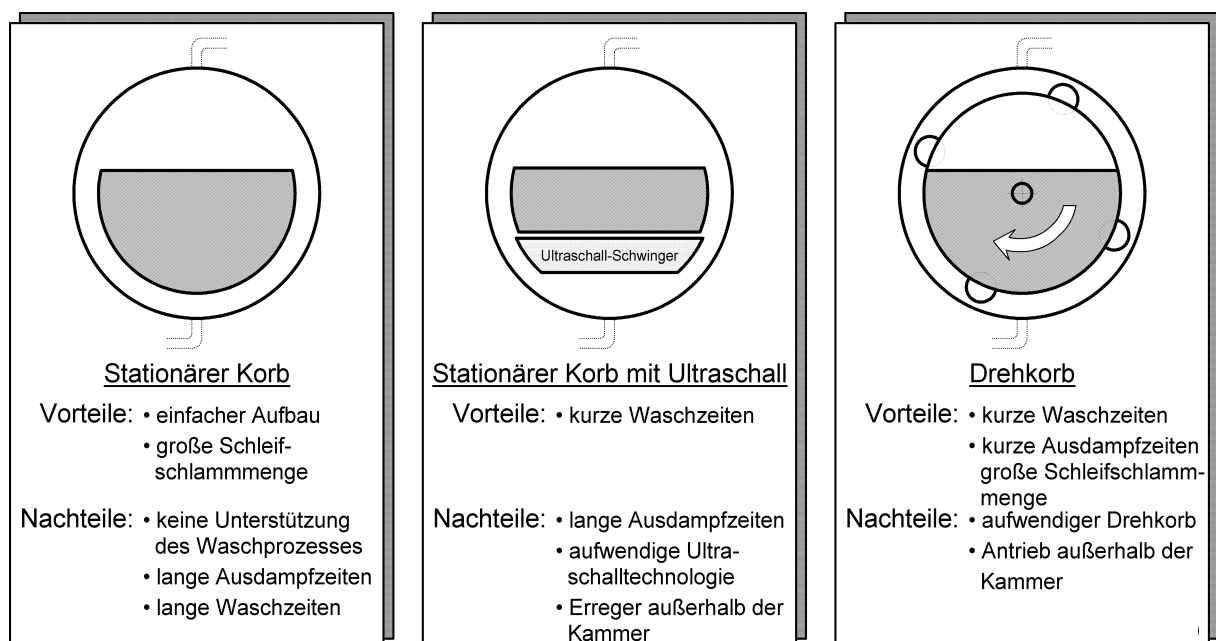 Stationärer Korb
Vorteile: • einfacher Aufbau
• große Schleif-
schlammmenge
Nachteile: • keine Unterstützung
des Waschprozesses
• lange Ausdampfzeiten
• lange Waschzeiten
Ultraschall-Schwinger
Stationärer Korb mit Ultraschall
Vorteile: • kurze Waschzeiten
Nachteile: • lange Ausdampfzeiten
• aufwendige Ultra-
schalltechnologie
• Erreger außerhalb der
Kammer
Drehkorb
Vorteile: • kurze Waschzeiten
• kurze Ausdampfzeiten
große Schleifschlamm-
menge
Nachteile: • aufwendiger Drehkorb
• Antrieb außerhalb der
Kammer